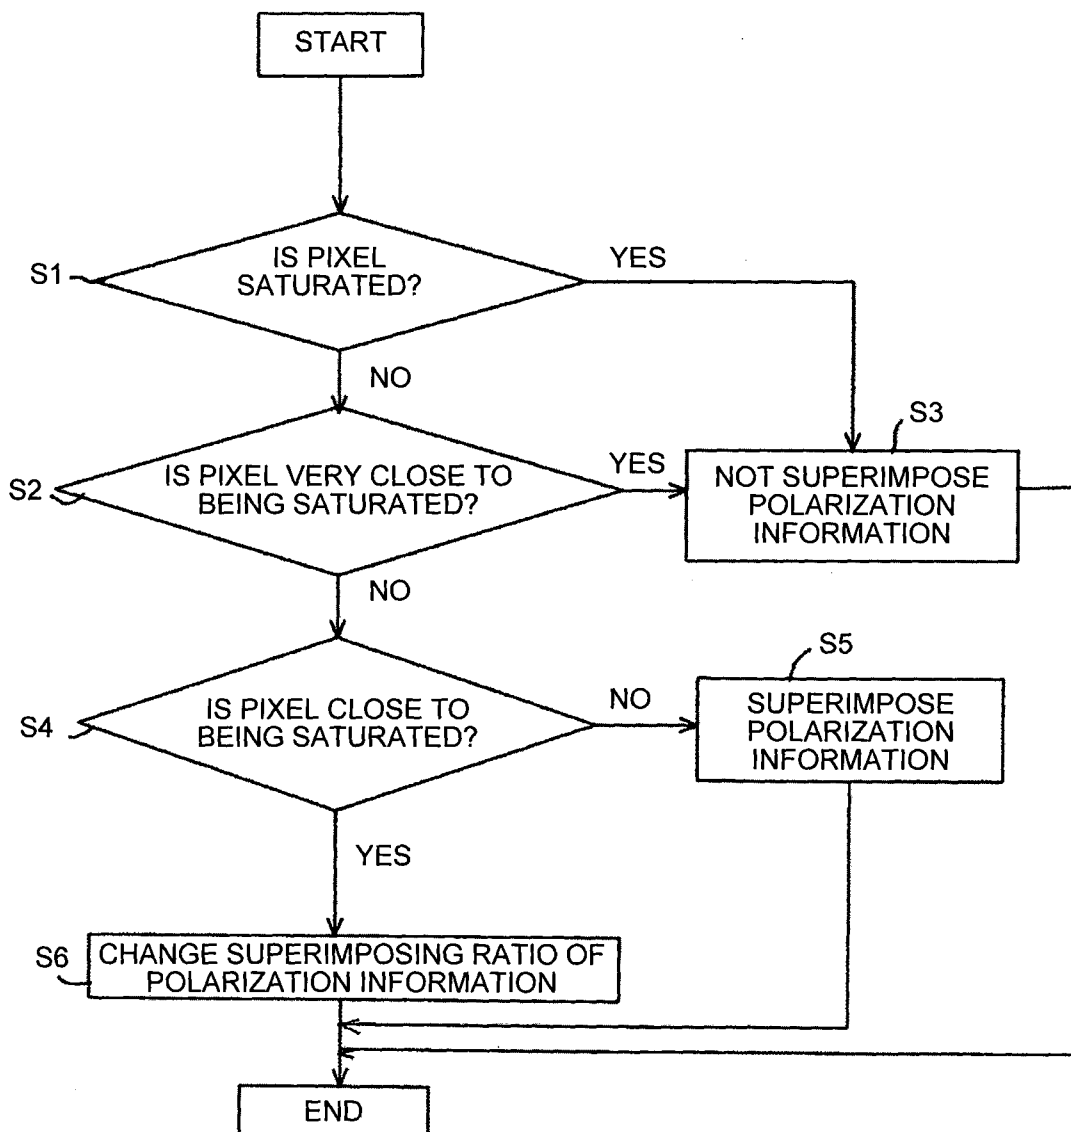 START
S1
IS PIXEL
SATURATED?
YES
NO
S2
IS PIXEL VERY CLOSE TO
BEING SATURATED?
YES
S3
NOT SUPERIMPOSE
POLARIZATION
INFORMATION
NO
S4
IS PIXEL CLOSE TO
BEING SATURATED?
NO
S5
SUPERIMPOSE
POLARIZATION
INFORMATION
YES
S6
CHANGE SUPERIMPOSING RATIO OF
POLARIZATION INFORMATION
END